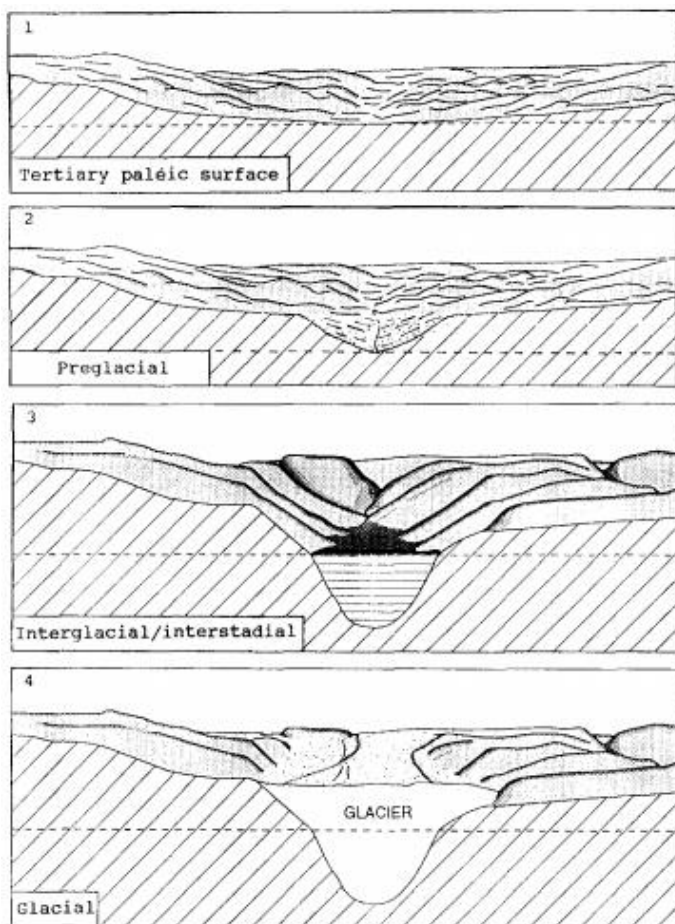 1
Tertiary paléic surface
2
Preglacial
3
Interglacial/interstadial
4
GLACIER
Glacial